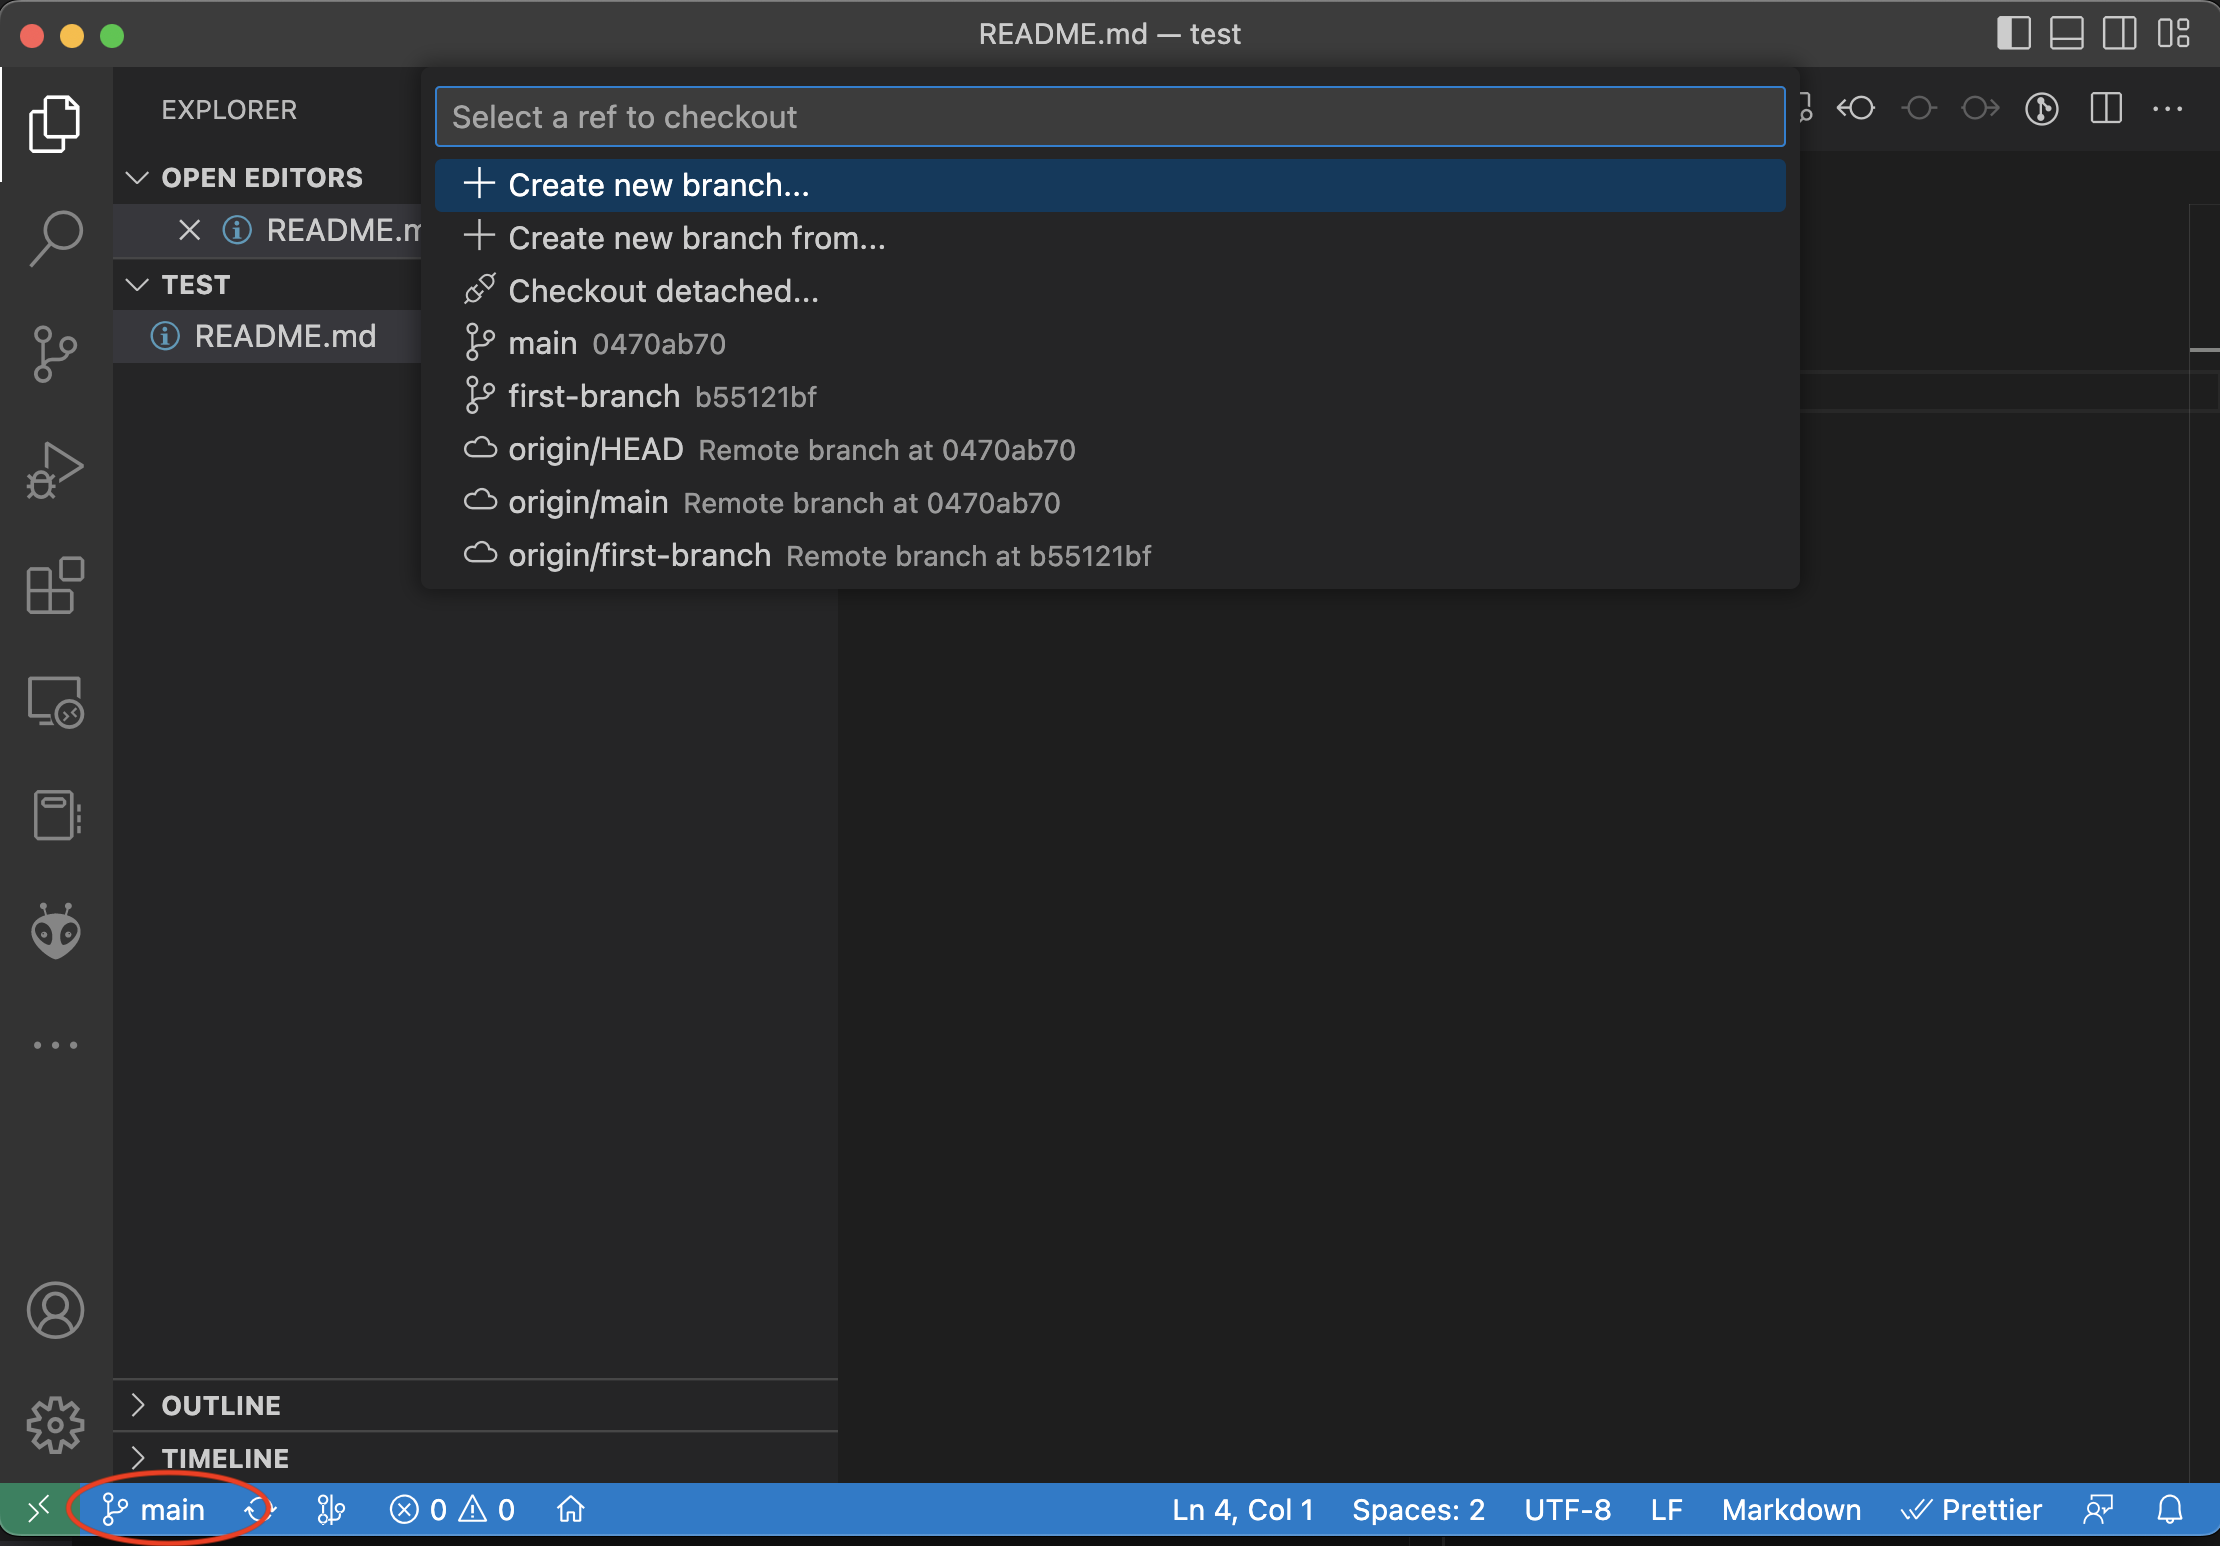 README.md — test
EXPLORER
Select a ref to checkout
OPEN EDITORS
Create new branch...
README.m
Create new branch from...
TEST
Checkout detached...
README.md
main 0470ab70
first-branch b55121bf
origin/HEAD Remote branch at 0470ab70
origin/main Remote branch at 0470ab70
origin/first-branch Remote branch at b55121bf
OUTLINE
TIMELINE
main 0 0 Ln 4, Col 1 Spaces: 2 UTF-8 LF Markdown Prettier